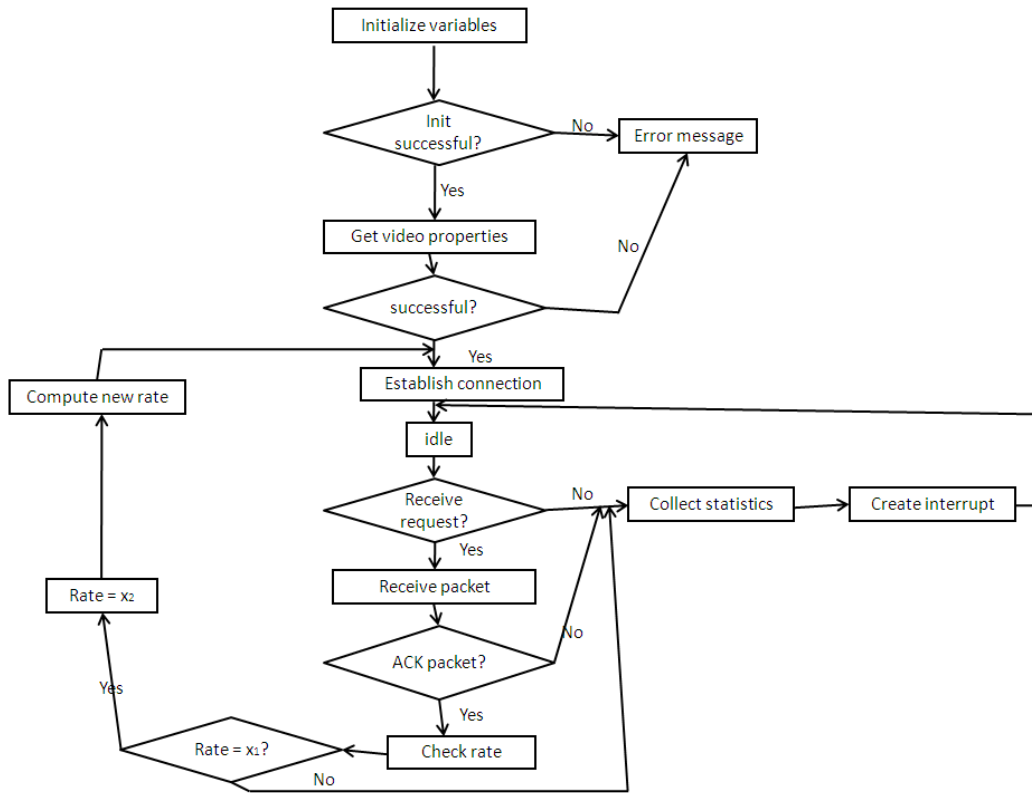 Initialize variables
Init
successful?
No
Error message
Yes
Get video properties
No
successful?
Yes
Compute new rate
Establish connection
idle
Receive
request?
No
Collect statistics
Create interrupt
Yes
Rate = x₂
Receive packet
No
ACK packet?
Yes
Yes
Rate = x₁?
Check rate
No